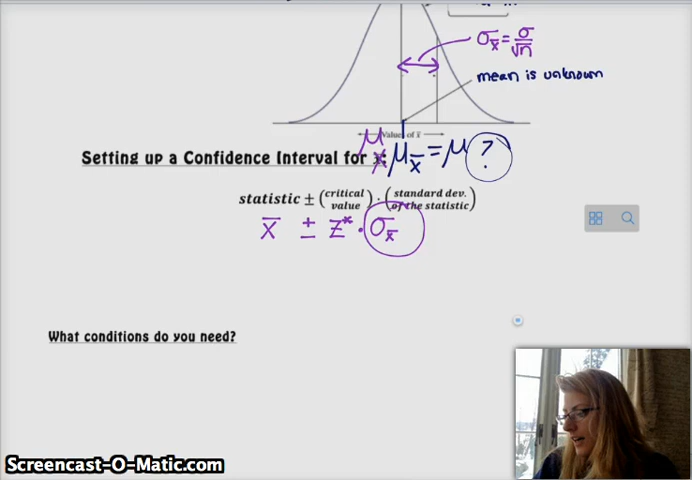 σx̄ = σ/√n
mean is unknown
Value of x̄
μ
Setting up a Confidence Interval for x̄: μx̄ = μ ?
statistic ± (critical value) · (standard dev. of the statistic)
x̄ ± z* · σx̄
What conditions do you need?
Screencast-O-Matic.com